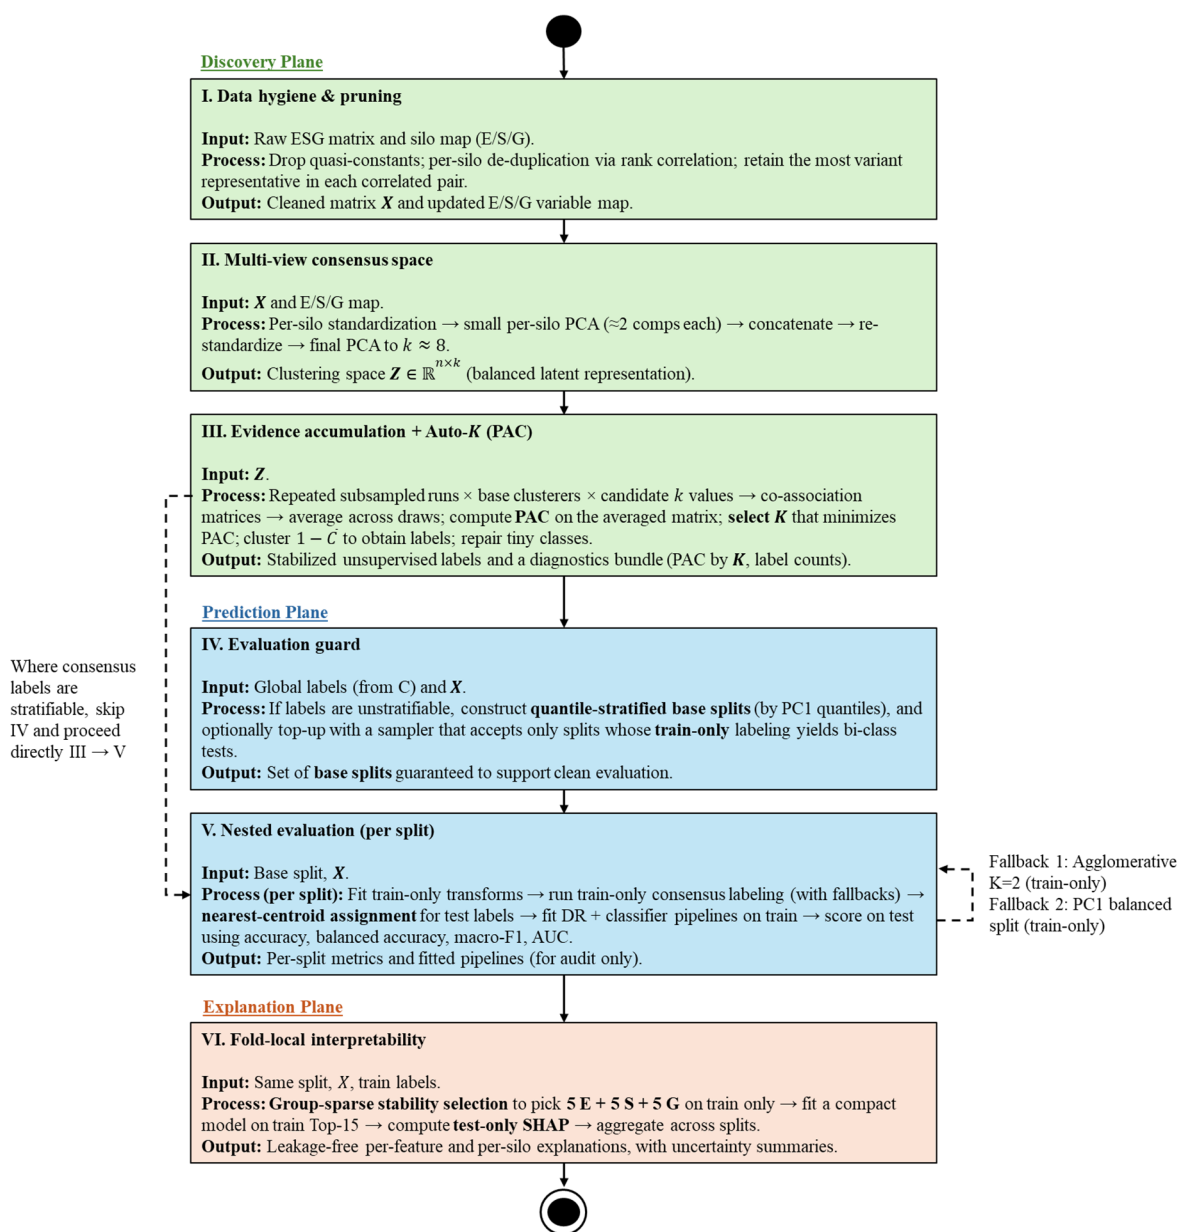 Discovery Plane
I. Data hygiene & pruning
Input: Raw ESG matrix and silo map (E/S/G).
Process: Drop quasi-constants; per-silo de-duplication via rank correlation; retain the most variant
representative in each correlated pair.
Output: Cleaned matrix X and updated E/S/G variable map.
II. Multi-view consensus space
Input: X and E/S/G map.
Process: Per-silo standardization → small per-silo PCA (≈2 comps each) → concatenate → re-
standardize → final PCA to k ≈ 8.
Output: Clustering space Z ∈ ℝ^{n×k} (balanced latent representation).
III. Evidence accumulation + Auto-K (PAC)
Input: Z.
Process: Repeated subsampled runs × base clusterers × candidate k values → co-association
matrices → average across draws; compute PAC on the averaged matrix; select K that minimizes
PAC; cluster 1 − C̄ to obtain labels; repair tiny classes.
Output: Stabilized unsupervised labels and a diagnostics bundle (PAC by K, label counts).
Where consensus
labels are
stratifiable, skip
IV and proceed
directly III → V
Prediction Plane
IV. Evaluation guard
Input: Global labels (from C) and X.
Process: If labels are unstratifiable, construct quantile-stratified base splits (by PC1 quantiles), and
optionally top-up with a sampler that accepts only splits whose train-only labeling yields bi-class
tests.
Output: Set of base splits guaranteed to support clean evaluation.
V. Nested evaluation (per split)
Input: Base split, X.
Process (per split): Fit train-only transforms → run train-only consensus labeling (with fallbacks) →
nearest-centroid assignment for test labels → fit DR + classifier pipelines on train → score on test
using accuracy, balanced accuracy, macro-F1, AUC.
Output: Per-split metrics and fitted pipelines (for audit only).
Fallback 1: Agglomerative
K=2 (train-only)
Fallback 2: PC1 balanced
split (train-only)
Explanation Plane
VI. Fold-local interpretability
Input: Same split, X, train labels.
Process: Group-sparse stability selection to pick 5 E + 5 S + 5 G on train only → fit a compact
model on train Top-15 → compute test-only SHAP → aggregate across splits.
Output: Leakage-free per-feature and per-silo explanations, with uncertainty summaries.